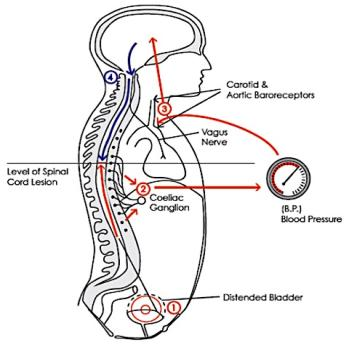 4
3
Carotid &
Aortic Baroreceptors
Vagus
Nerve
Level of Spinal
Cord Lesion
2
Coeliac
Ganglion
(B.P.)
Blood Pressure
Distended Bladder
1